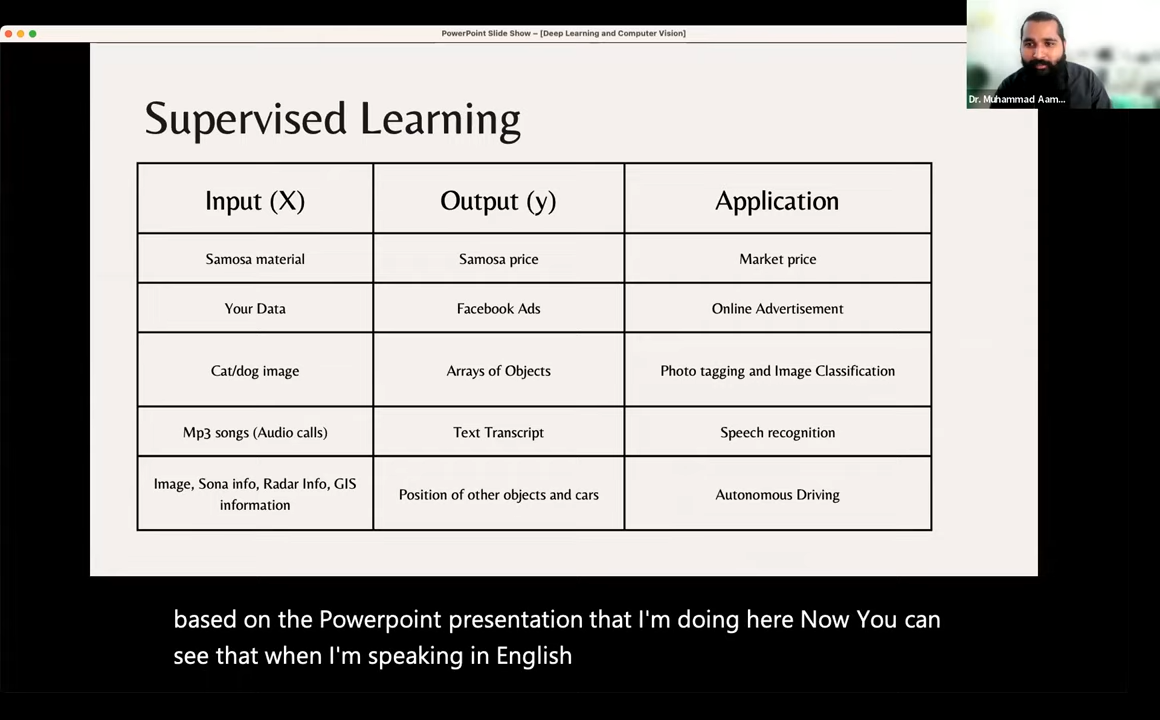 PowerPoint Slide Show – [Deep Learning and Computer Vision]
Dr. Muhammad Aam...
Supervised Learning
Input (X) Output (y) Application
Samosa material Samosa price Market price
Your Data Facebook Ads Online Advertisement
Cat/dog image Arrays of Objects Photo tagging and Image Classification
Mp3 songs (Audio calls) Text Transcript Speech recognition
Image, Sona info, Radar Info, GIS
information
Position of other objects and cars Autonomous Driving
based on the Powerpoint presentation that I'm doing here Now You can
see that when I'm speaking in English